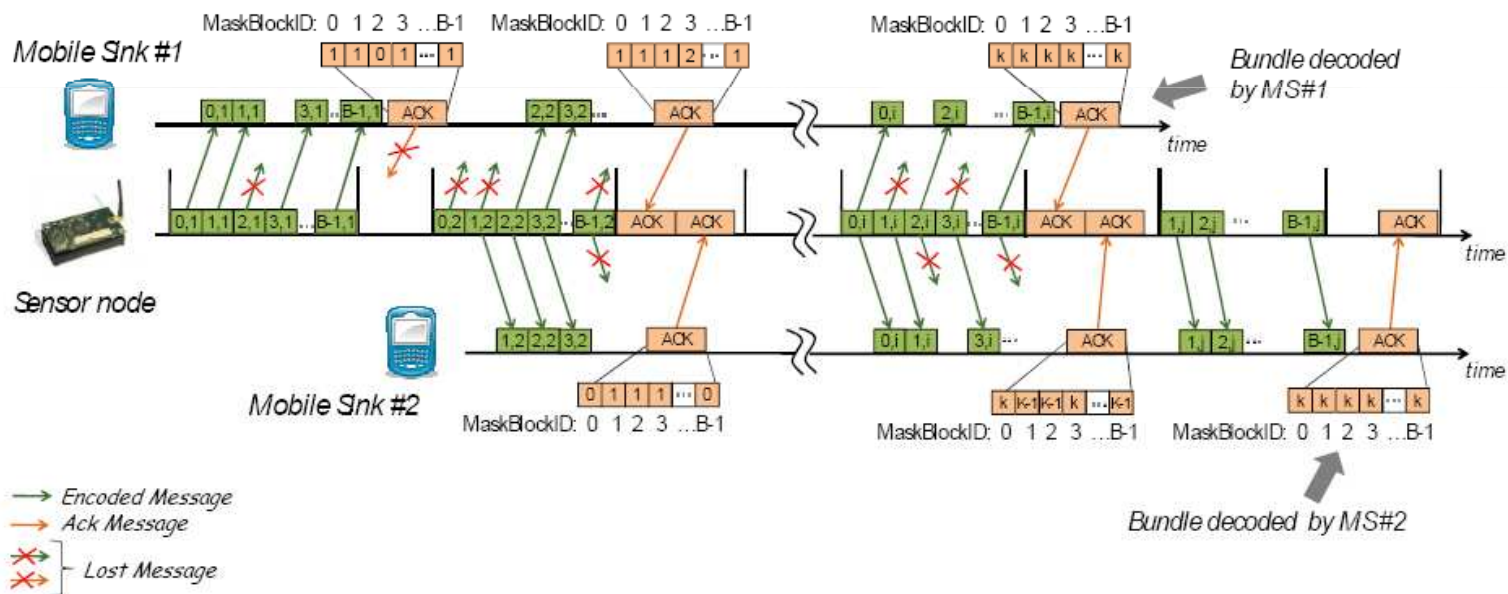 MaskBlockID: 0 1 2 3 ...B-1
MaskBlockID: 0 1 2 3 ...B-1
MaskBlockID: 0 1 2 3 ...B-1
Mobile Sink #1
1 1 0 1 ... 1
1 1 1 2 ... 1
k k k k ... k
Bundle decoded
by MS#1
0,1 1,1 3,1 ... B-1,1 ACK
2,2 3,2 ....
ACK
0,i 2,i ... B-1,i ACK
time
0,1 1,1 2,1 3,1 ... B-1,1
0,2 1,2 2,2 3,2 ... B-1,2 ACK ACK
0,i 1,i 2,i 3,i ... B-1,i ACK ACK
1,j 2,j ... B-1,j ACK
time
Sensor node
1,2 2,2 3,2
ACK
0,i 1,i 3,i ....
ACK
1,j 2,j ... B-1,j ACK
time
Mobile Sink #2
0 1 1 1 ... 0
k K-1 K-1 k ... K-1
k k k k ... k
MaskBlockID: 0 1 2 3 ...B-1
MaskBlockID: 0 1 2 3 ...B-1
MaskBlockID: 0 1 2 3 ...B-1
Encoded Message
Ack Message
Lost Message
Bundle decoded by MS#2